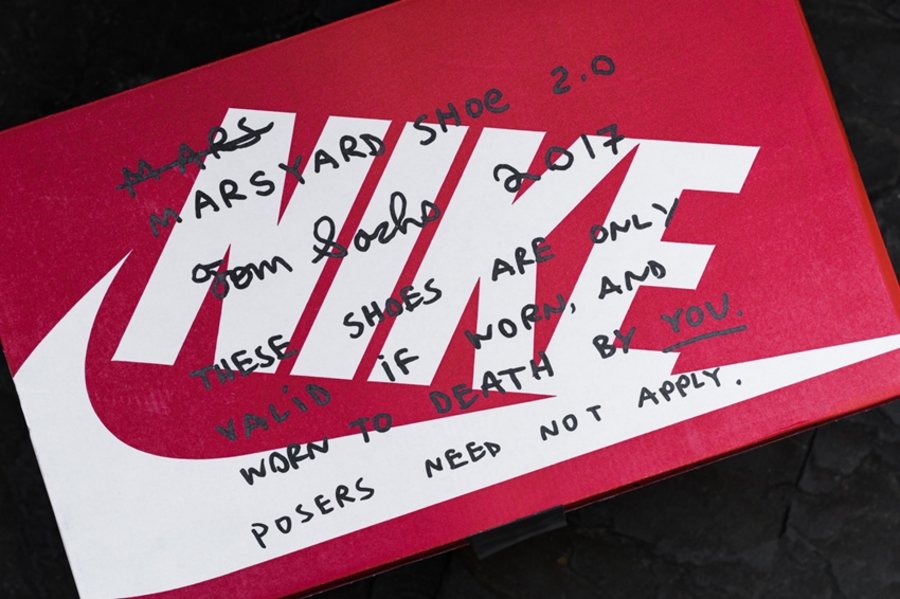 NIKE
MARS
MARSYARD SHOE 2.0
Tom Sachs 2017
THESE SHOES ARE ONLY
VALiD iF WORN, AND
WORN TO DEATH BY YOU.
POSERS NEED NOT APPLY.